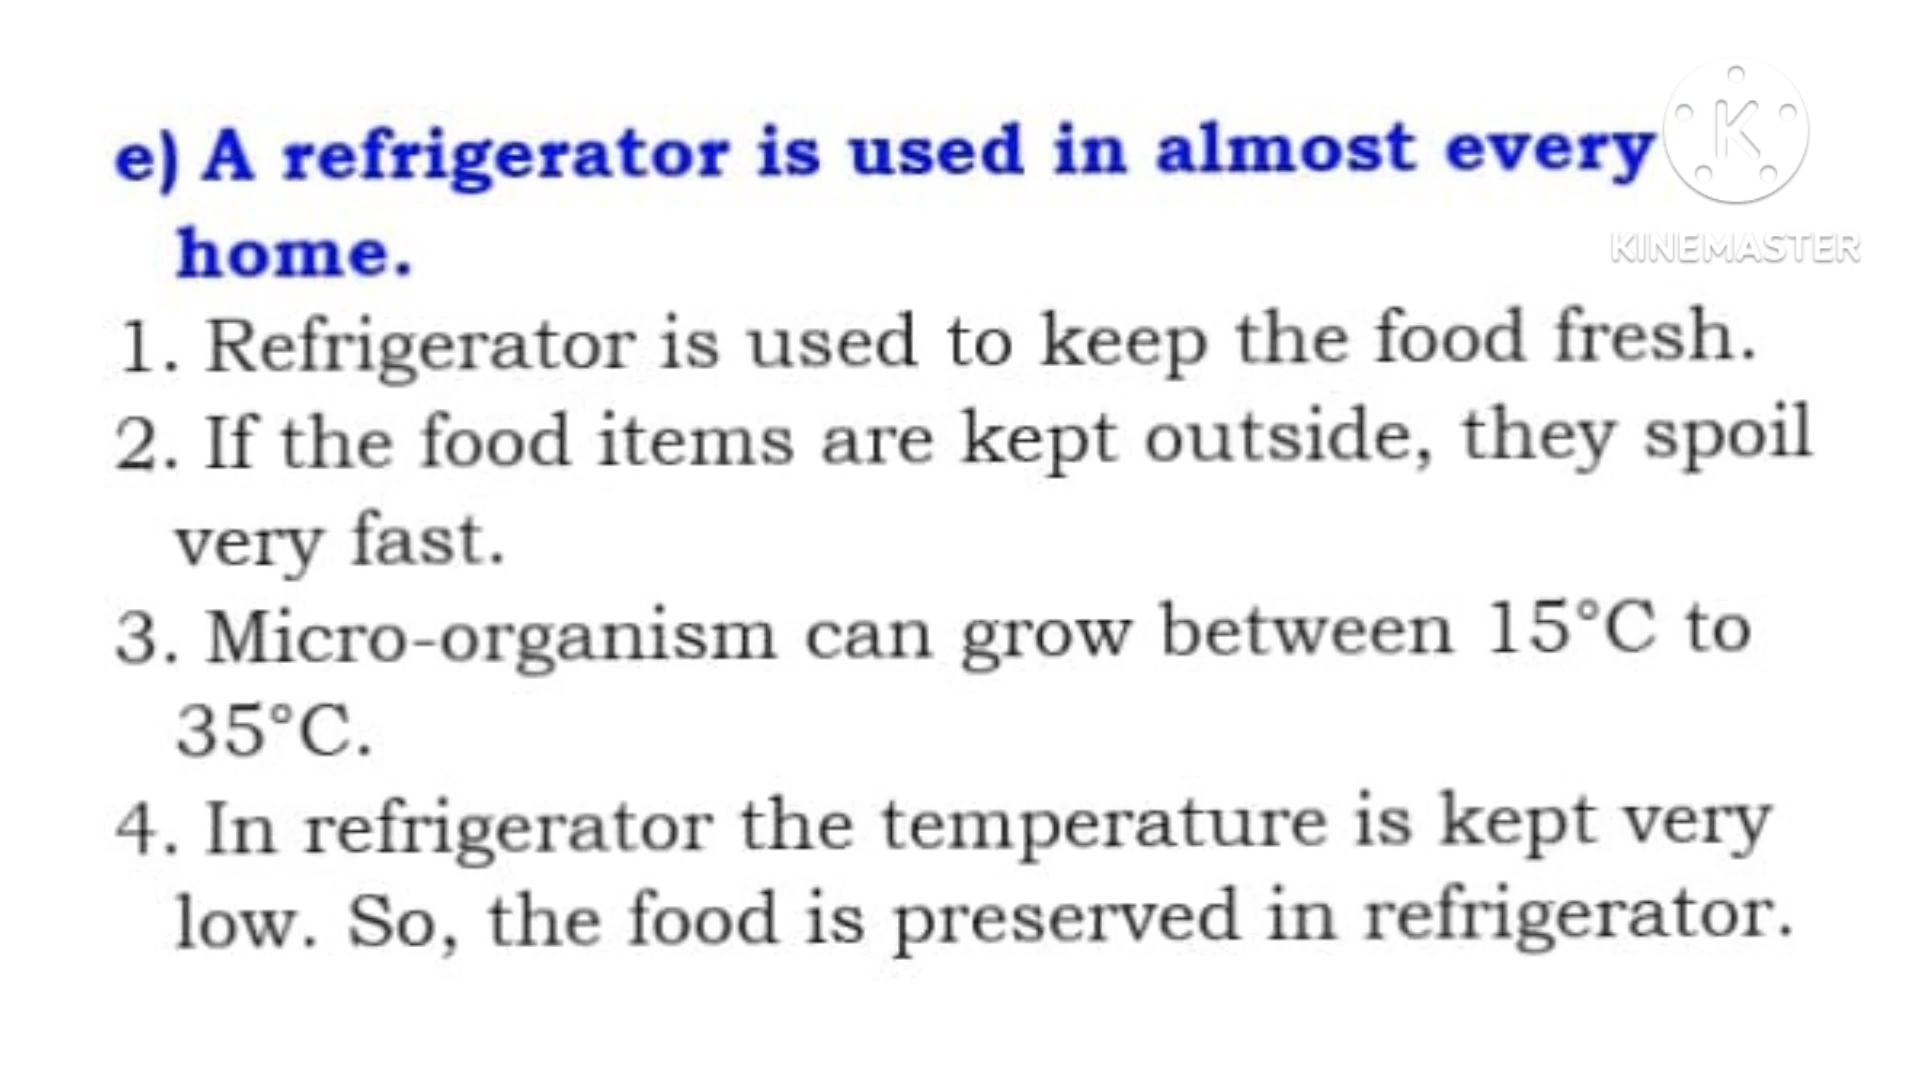 e) A refrigerator is used in almost every
home.
1. Refrigerator is used to keep the food fresh.
2. If the food items are kept outside, they spoil
very fast.
3. Micro-organism can grow between 15°C to
35°C.
4. In refrigerator the temperature is kept very
low. So, the food is preserved in refrigerator.
K
KINEMASTER